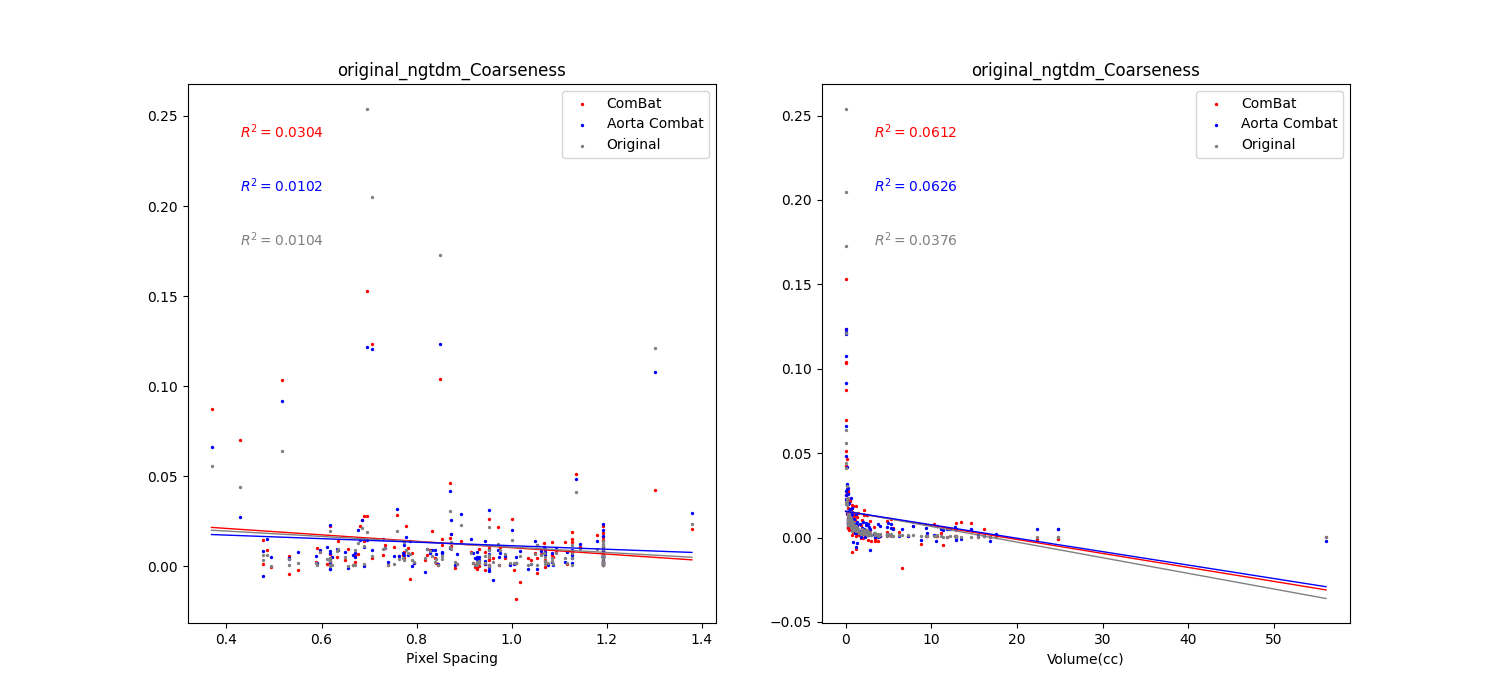 original_ngtdm_Coarseness
ComBat
Aorta Combat
Original
R² = 0.0304
R² = 0.0102
R² = 0.0104
0.25
0.20
0.15
0.10
0.05
0.00
0.4 0.6 0.8 1.0 1.2 1.4
Pixel Spacing
original_ngtdm_Coarseness
ComBat
Aorta Combat
Original
R² = 0.0612
R² = 0.0626
R² = 0.0376
0.25
0.20
0.15
0.10
0.05
0.00
−0.05
0 10 20 30 40 50
Volume(cc)